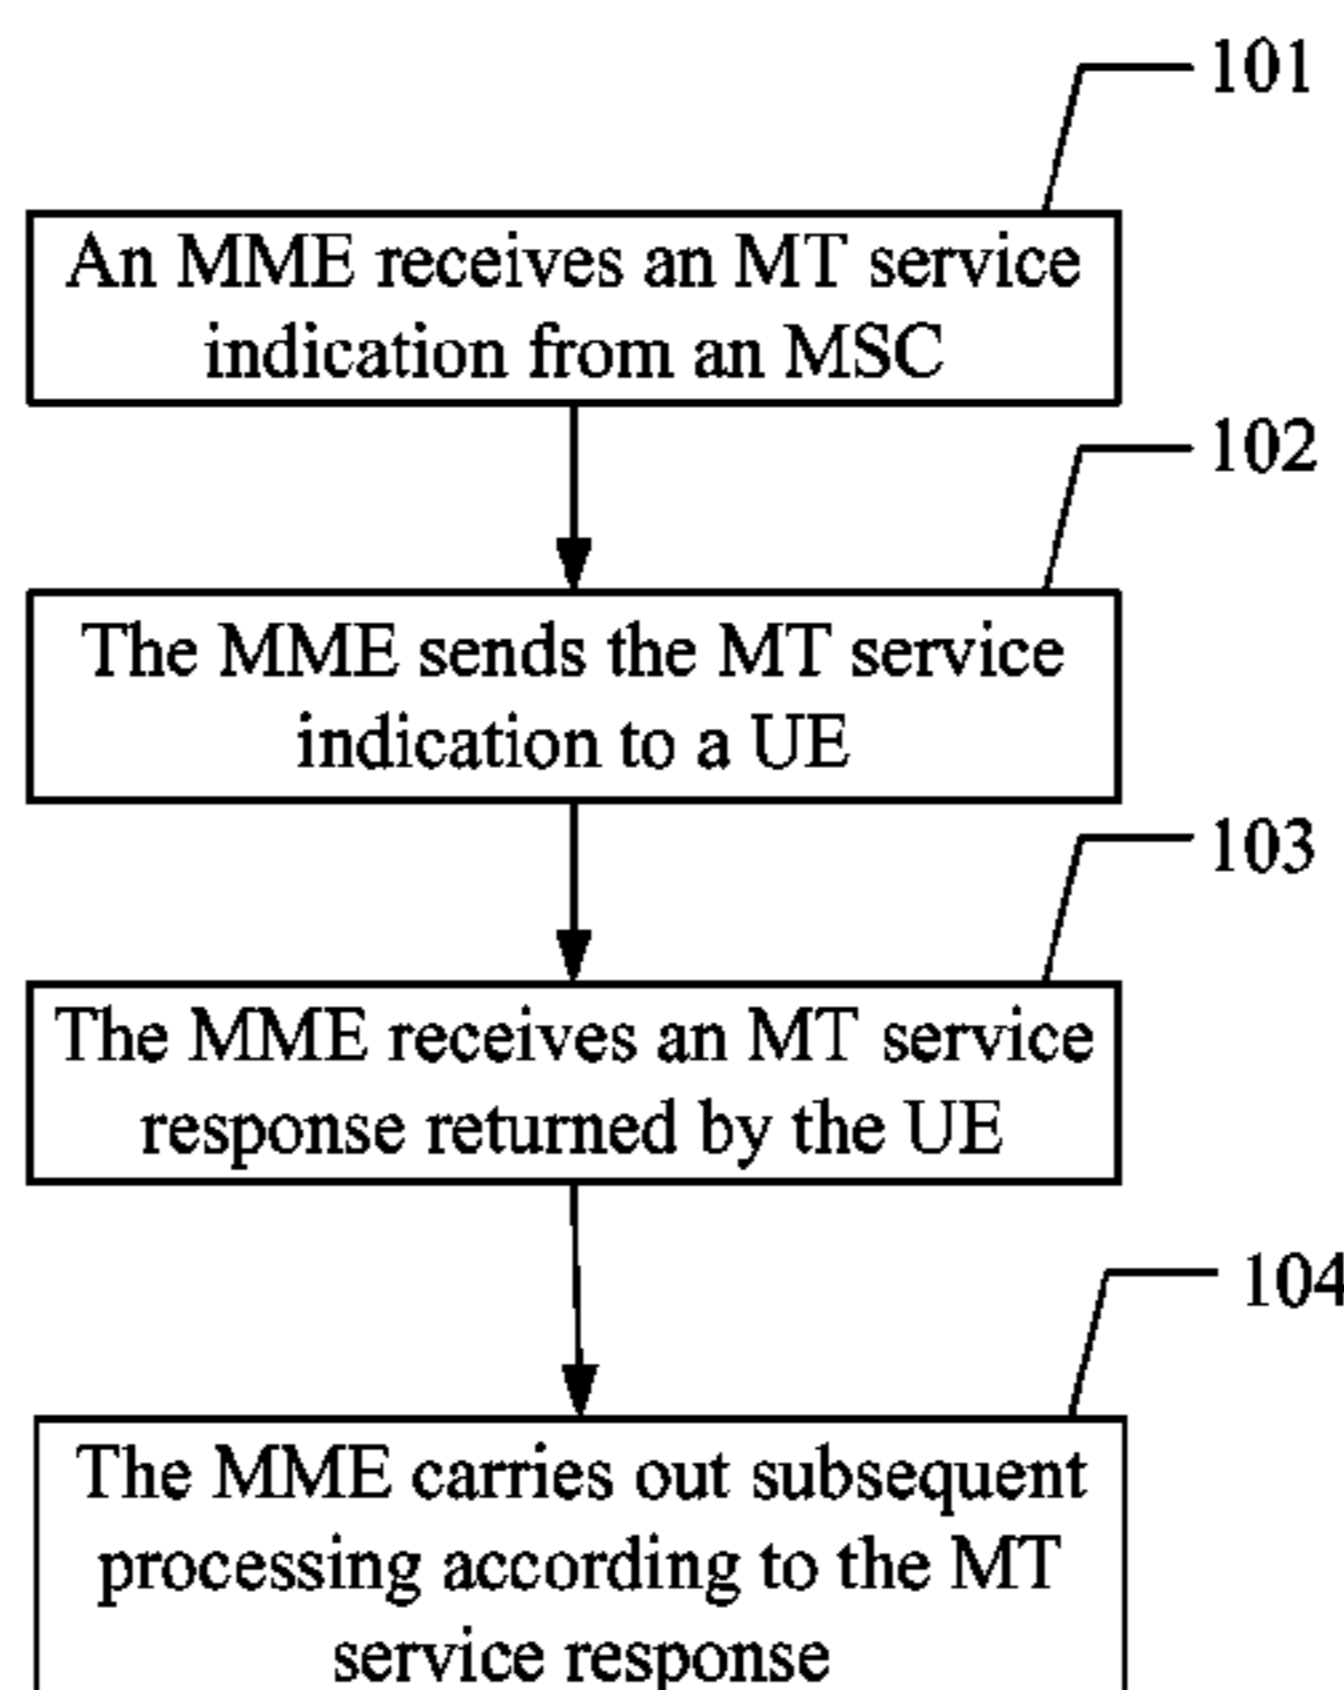 101
An MME receives an MT service
indication from an MSC
102
The MME sends the MT service
indication to a UE
103
The MME receives an MT service
response returned by the UE
104
The MME carries out subsequent
processing according to the MT
service response